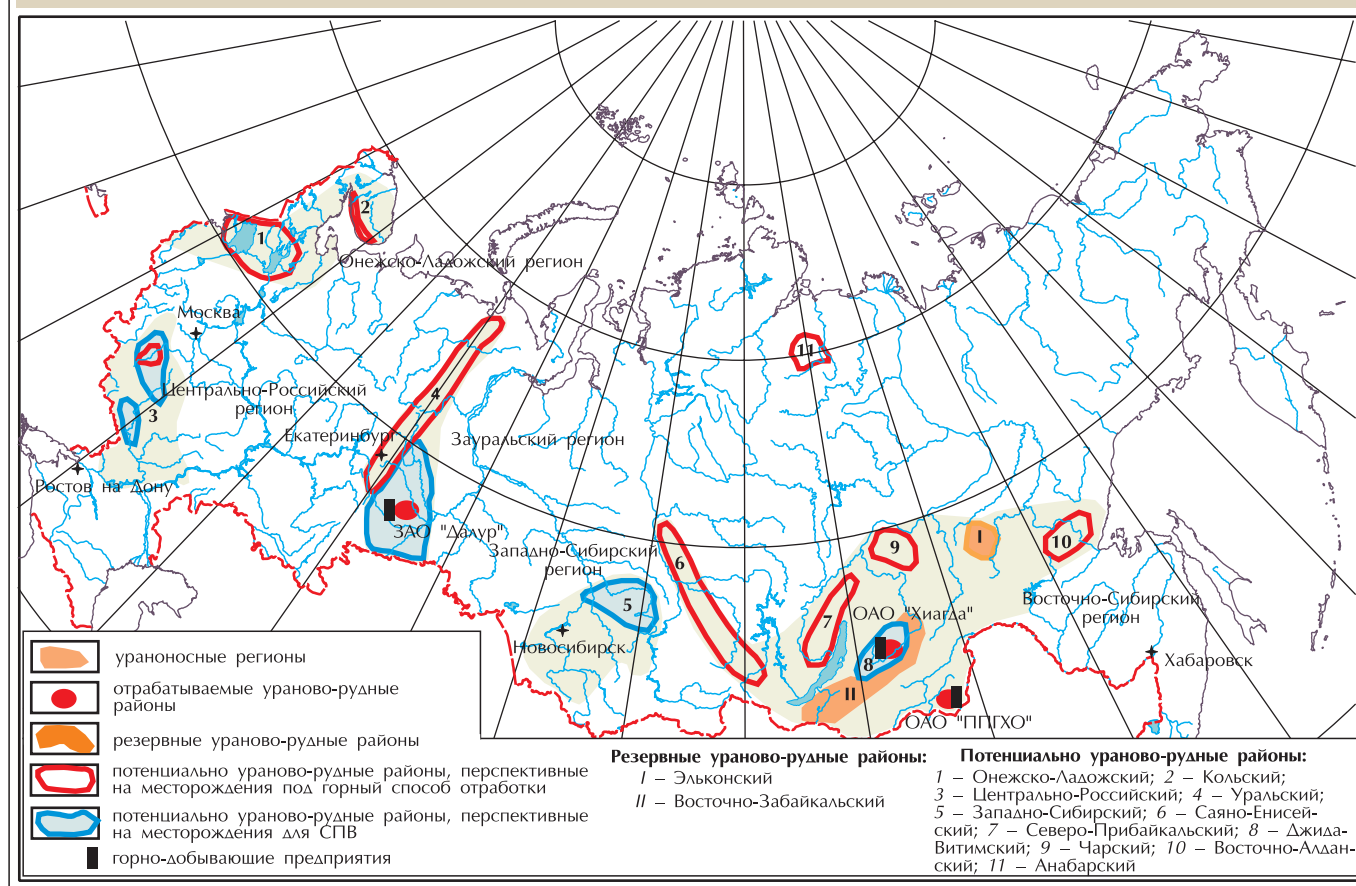 2
1
Онежско-Ладожский регион
Москва
11
Центрально-Российский
регион
3
4
Екатеринбург
Зауральский регион
Ростов на Дону
ЗАО "Далур"
Западно-Сибирский
регион
6
5
Новосибирск
9
I
10
Восточно-Сибирский
регион
7
ОАО "Хиагда"
8
II
Хабаровск
ОАО "ППГХО"
ураноносные регионы
отрабатываемые ураново-рудные
районы
резервные ураново-рудные районы
потенциально ураново-рудные районы, перспективные
на месторождения под горный способ отработки
потенциально ураново-рудные районы, перспективные
на месторождения для СПВ
горно-добывающие предприятия
Резервные ураново-рудные районы:
I – Эльконский
II – Восточно-Забайкальский
Потенциально ураново-рудные районы:
1 – Онежско-Ладожский; 2 – Кольский;
3 – Центрально-Российский; 4 – Уральский;
5 – Западно-Сибирский; 6 – Саяно-Енисей-
ский; 7 – Северо-Прибайкальский; 8 – Джида-
Витимский; 9 – Чарский; 10 – Восточно-Алдан-
ский; 11 – Анабарский